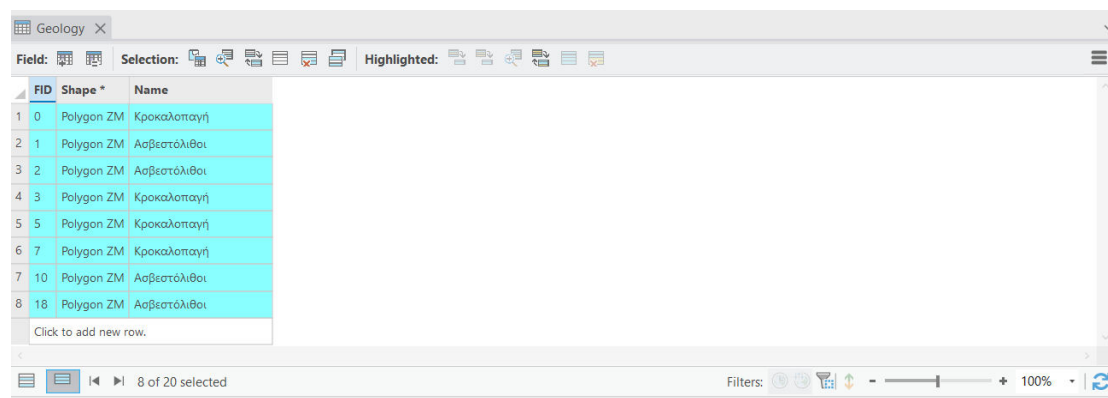 Geology
Field: Selection: Highlighted:
FID Shape * Name
1 0 Polygon ZM Κροκαλοπαγή
2 1 Polygon ZM Ασβεστόλιθοι
3 2 Polygon ZM Ασβεστόλιθοι
4 3 Polygon ZM Κροκαλοπαγή
5 5 Polygon ZM Κροκαλοπαγή
6 7 Polygon ZM Κροκαλοπαγή
7 10 Polygon ZM Ασβεστόλιθοι
8 18 Polygon ZM Ασβεστόλιθοι
Click to add new row.
8 of 20 selected Filters: - + 100%